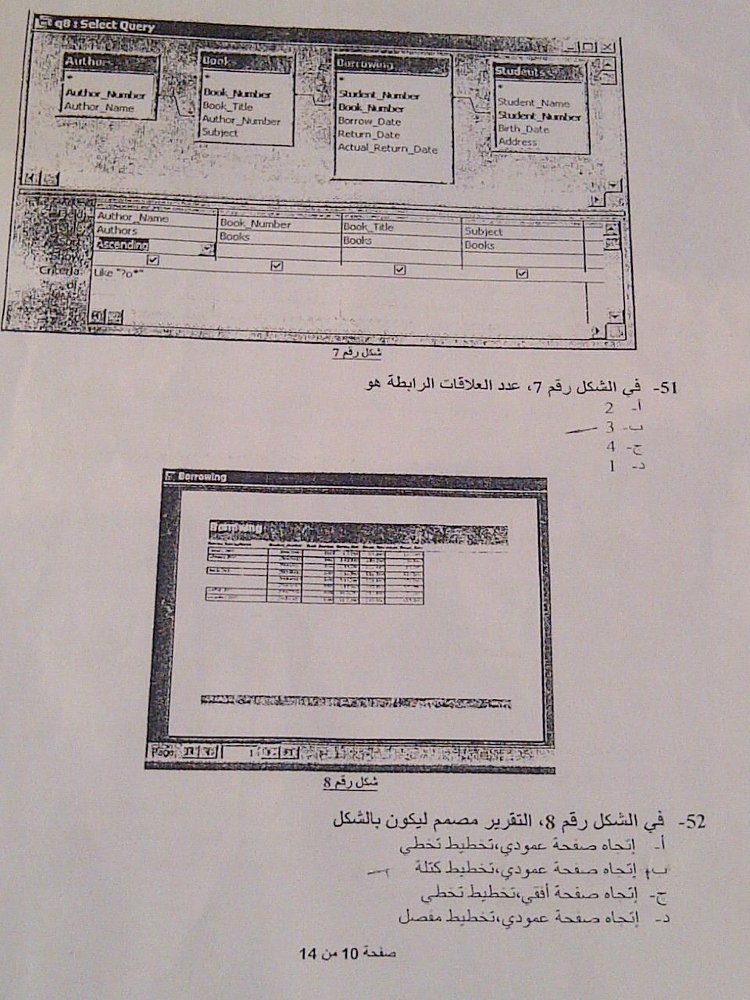 q8 : Select Query
Authors
Author_Number
Author_Name
Book
Book_Number
Book_Title
Author_Number
Subject
Borrowing
Student_Number
Book_Number
Borrow_Date
Return_Date
Actual_Return_Date
Students
Student_Name
Student_Number
Birth_Date
Address
Author_Name Book_Number Book_Title Subject
Authors Books Books Books
Ascending
Criteria: Like "?o*"
or:
شكل رقم 7
51- في الشكل رقم 7، عدد العلاقات الرابطة هو
أ- 2
ب- 3
ج- 4
د- 1
Borrowing
Borrowing
Page: 1
شكل رقم 8
52- في الشكل رقم 8، التقرير مصمم ليكون بالشكل
أ- إتجاه صفحة عمودي،تخطيط تخطي
ب- إتجاه صفحة عمودي،تخطيط كتلة
ج- إتجاه صفحة أفقي،تخطيط تخطي
د- إتجاه صفحة عمودي،تخطيط مفصل
صفحة 10 من 14